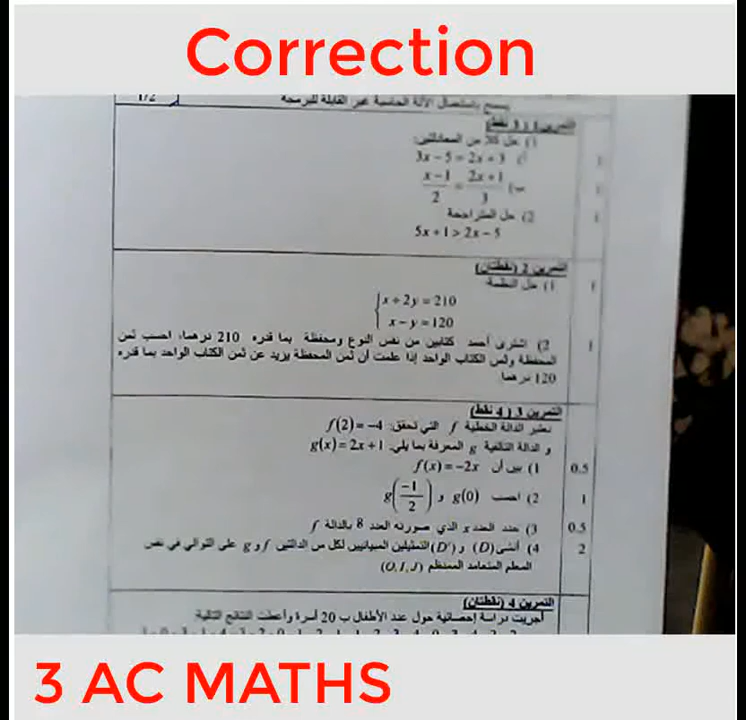 Correction
1/2
يسمح باستعمال الآلة الحاسبة غير القابلة للبرمجة
التمرين 1 (3 نقط)
1) حل كلا من المعادلتين:
3x − 5 = 2x + 3
ب) (x−1)/2 = (2x+1)/3
1
1
2) حل المتراجحة
1
5x + 1 > 2x − 5
التمرين 2 (نقطتان)
1) حل النظمة
1
x + 2y = 210
x − y = 120
2) اشترى أحمد كتابين من نفس النوع ومحفظة بما قدره 210 درهما، احسب ثمن
1
المحفظة وثمن الكتاب الواحد إذا علمت أن ثمن المحفظة يزيد عن ثمن الكتاب الواحد بما قدره
120 درهما
التمرين 3 (4 نقط)
نعتبر الدالة الخطية f التي تحقق: f(2) = −4
و الدالة التآلفية g المعرفة بما يلي: g(x) = 2x + 1
1) بين أن f(x) = −2x
0.5
2) احسب g(0) و g(−1/2)
1
3) حدد العدد x الذي صورته العدد 8 بالدالة f
0.5
4) أنشئ (D) و (D') التمثيلين المبيانيين لكل من الدالتين f و g على التوالي في نفس
2
المعلم المتعامد الممنظم (O, I, J)
التمرين 4 (نقطتان)
أجريت دراسة إحصائية حول عدد الأطفال ب 20 أسرة وأعطت النتائج التالية
3 AC MATHS